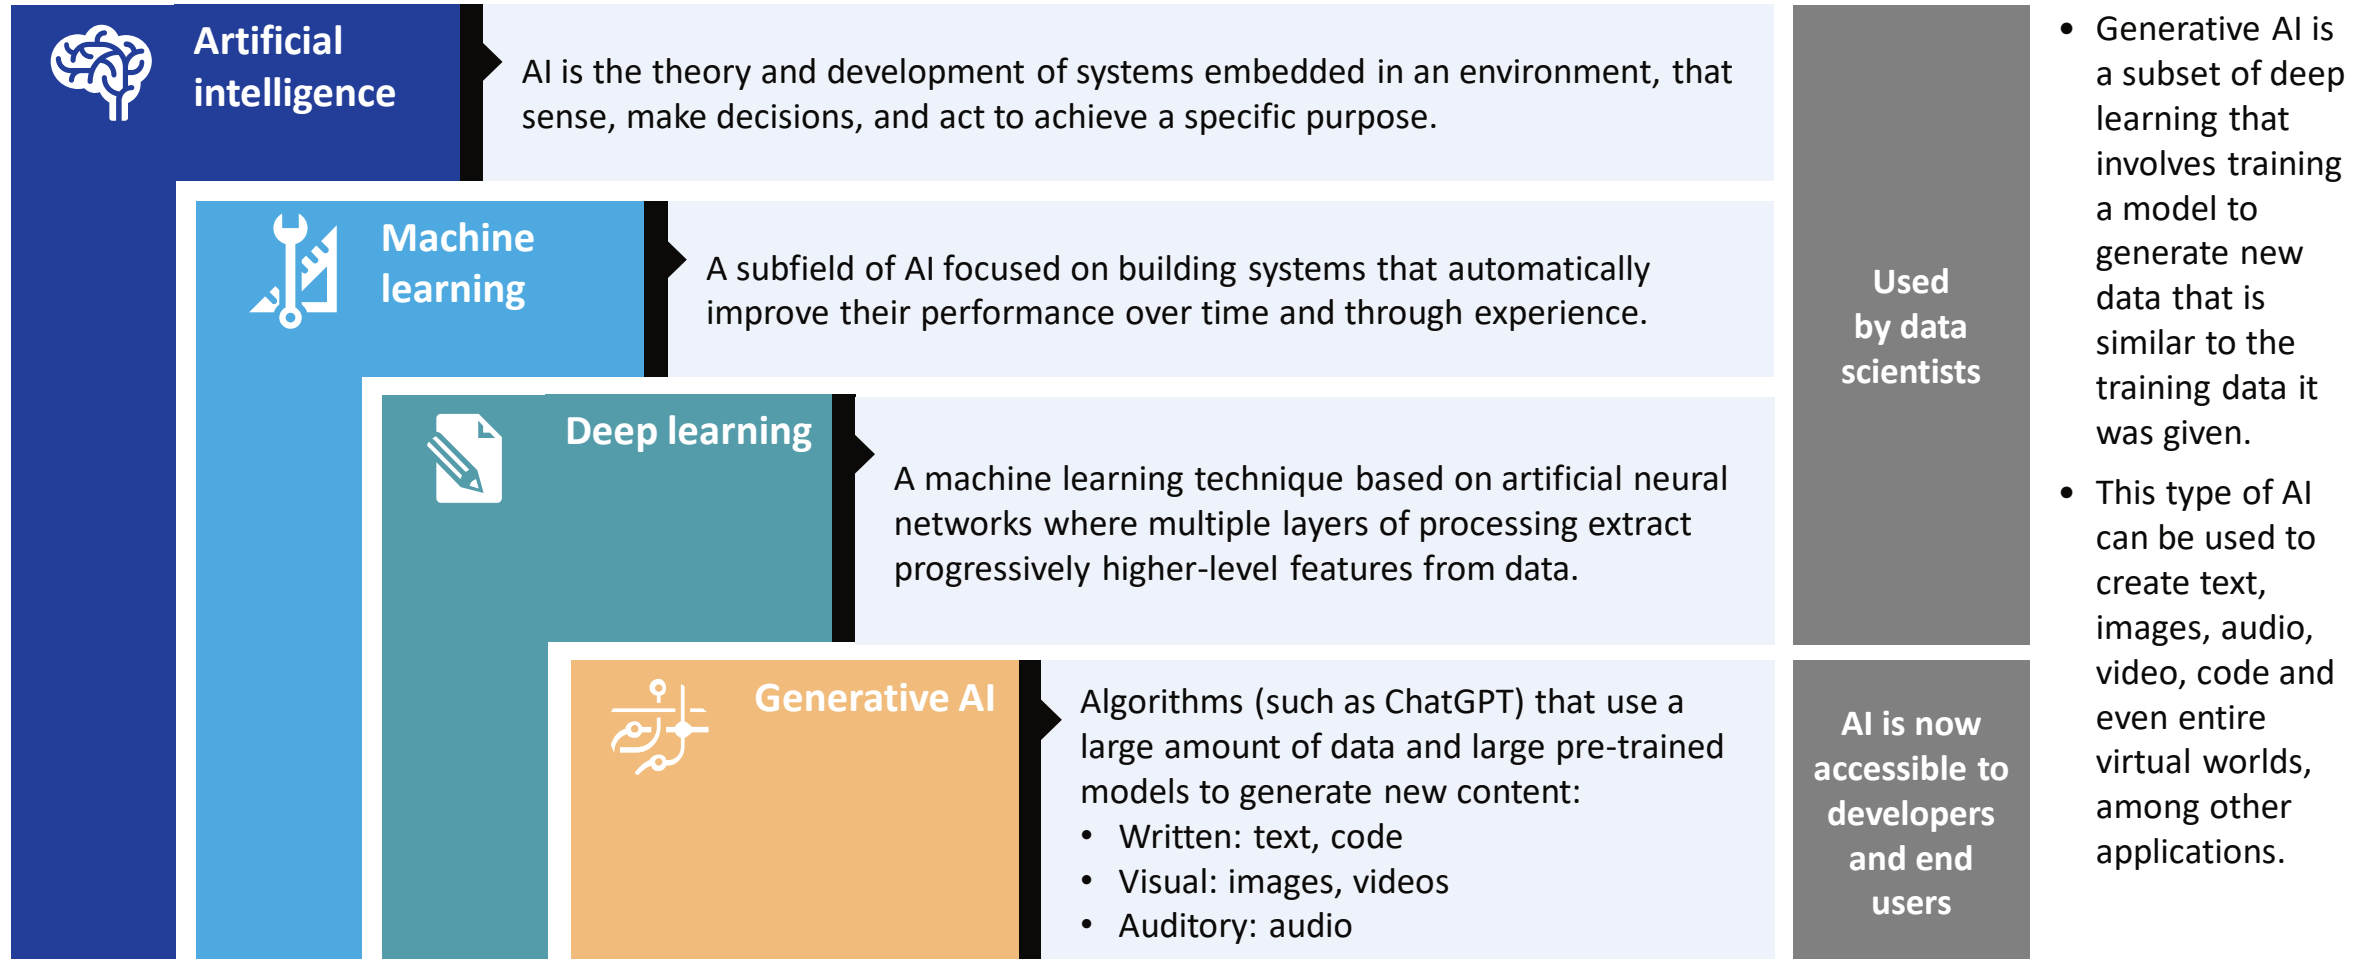 Artificial
intelligence
AI is the theory and development of systems embedded in an environment, that
sense, make decisions, and act to achieve a specific purpose.
Machine
learning
A subfield of AI focused on building systems that automatically
improve their performance over time and through experience.
Deep learning
A machine learning technique based on artificial neural
networks where multiple layers of processing extract
progressively higher-level features from data.
Generative AI
Algorithms (such as ChatGPT) that use a
large amount of data and large pre-trained
models to generate new content:
• Written: text, code
• Visual: images, videos
• Auditory: audio
Used
by data
scientists
AI is now
accessible to
developers
and end
users
• Generative AI is
a subset of deep
learning that
involves training
a model to
generate new
data that is
similar to the
training data it
was given.
• This type of AI
can be used to
create text,
images, audio,
video, code and
even entire
virtual worlds,
among other
applications.